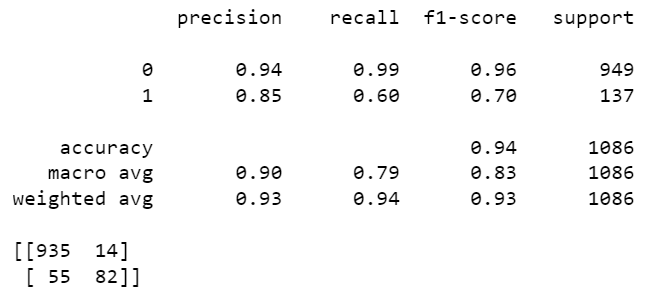 precision recall f1-score support
0 0.94 0.99 0.96 949
1 0.85 0.60 0.70 137
accuracy 0.94 1086
macro avg 0.90 0.79 0.83 1086
weighted avg 0.93 0.94 0.93 1086
[[935 14]
[ 55 82]]